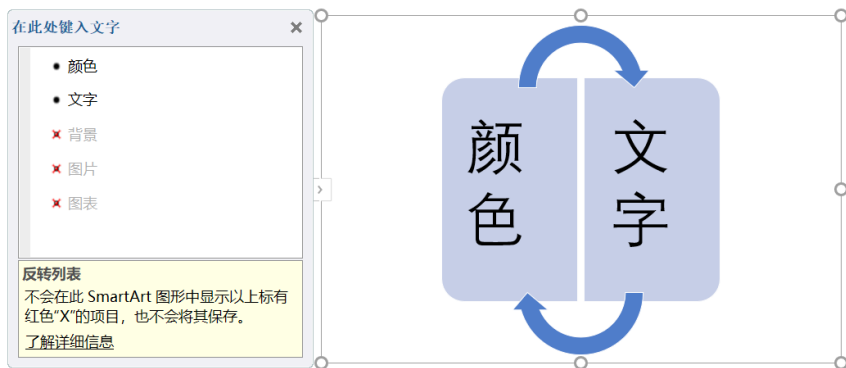 在此处键入文字
颜色
文字
背景
图片
图表
反转列表
不会在此 SmartArt 图形中显示以上标有
红色“X”的项目，也不会将其保存。
了解详细信息
颜
色
文
字